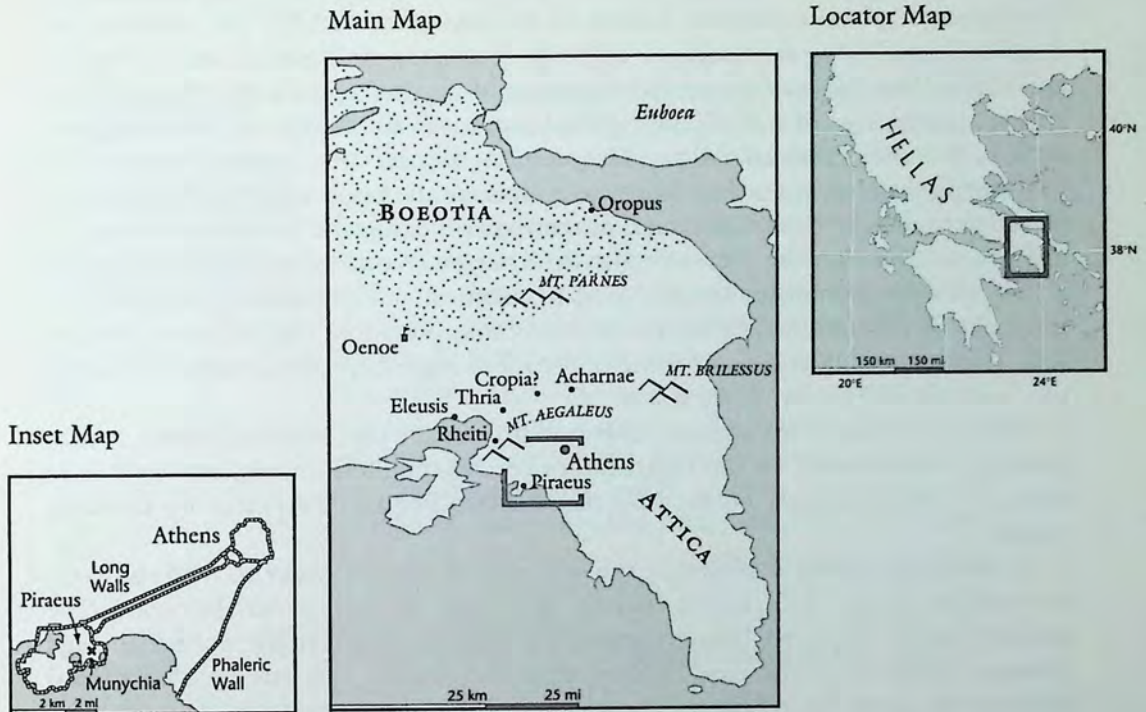 Main Map
Euboea
BOEOTIA
Oropus
MT. PARNES
Oenoe
MT. BRILESSUS
Cropia?
Acharnae
Thria
Eleusis
MT. AEGALEUS
Rheiti
Athens
Piraeus
ATTICA
25 km 25 mi
Locator Map
HELLAS
40°N
38°N
150 km 150 mi
20°E
24°E
Inset Map
Athens
Long
Walls
Piraeus
Munychia
Phaleric
Wall
2 km 2 mi